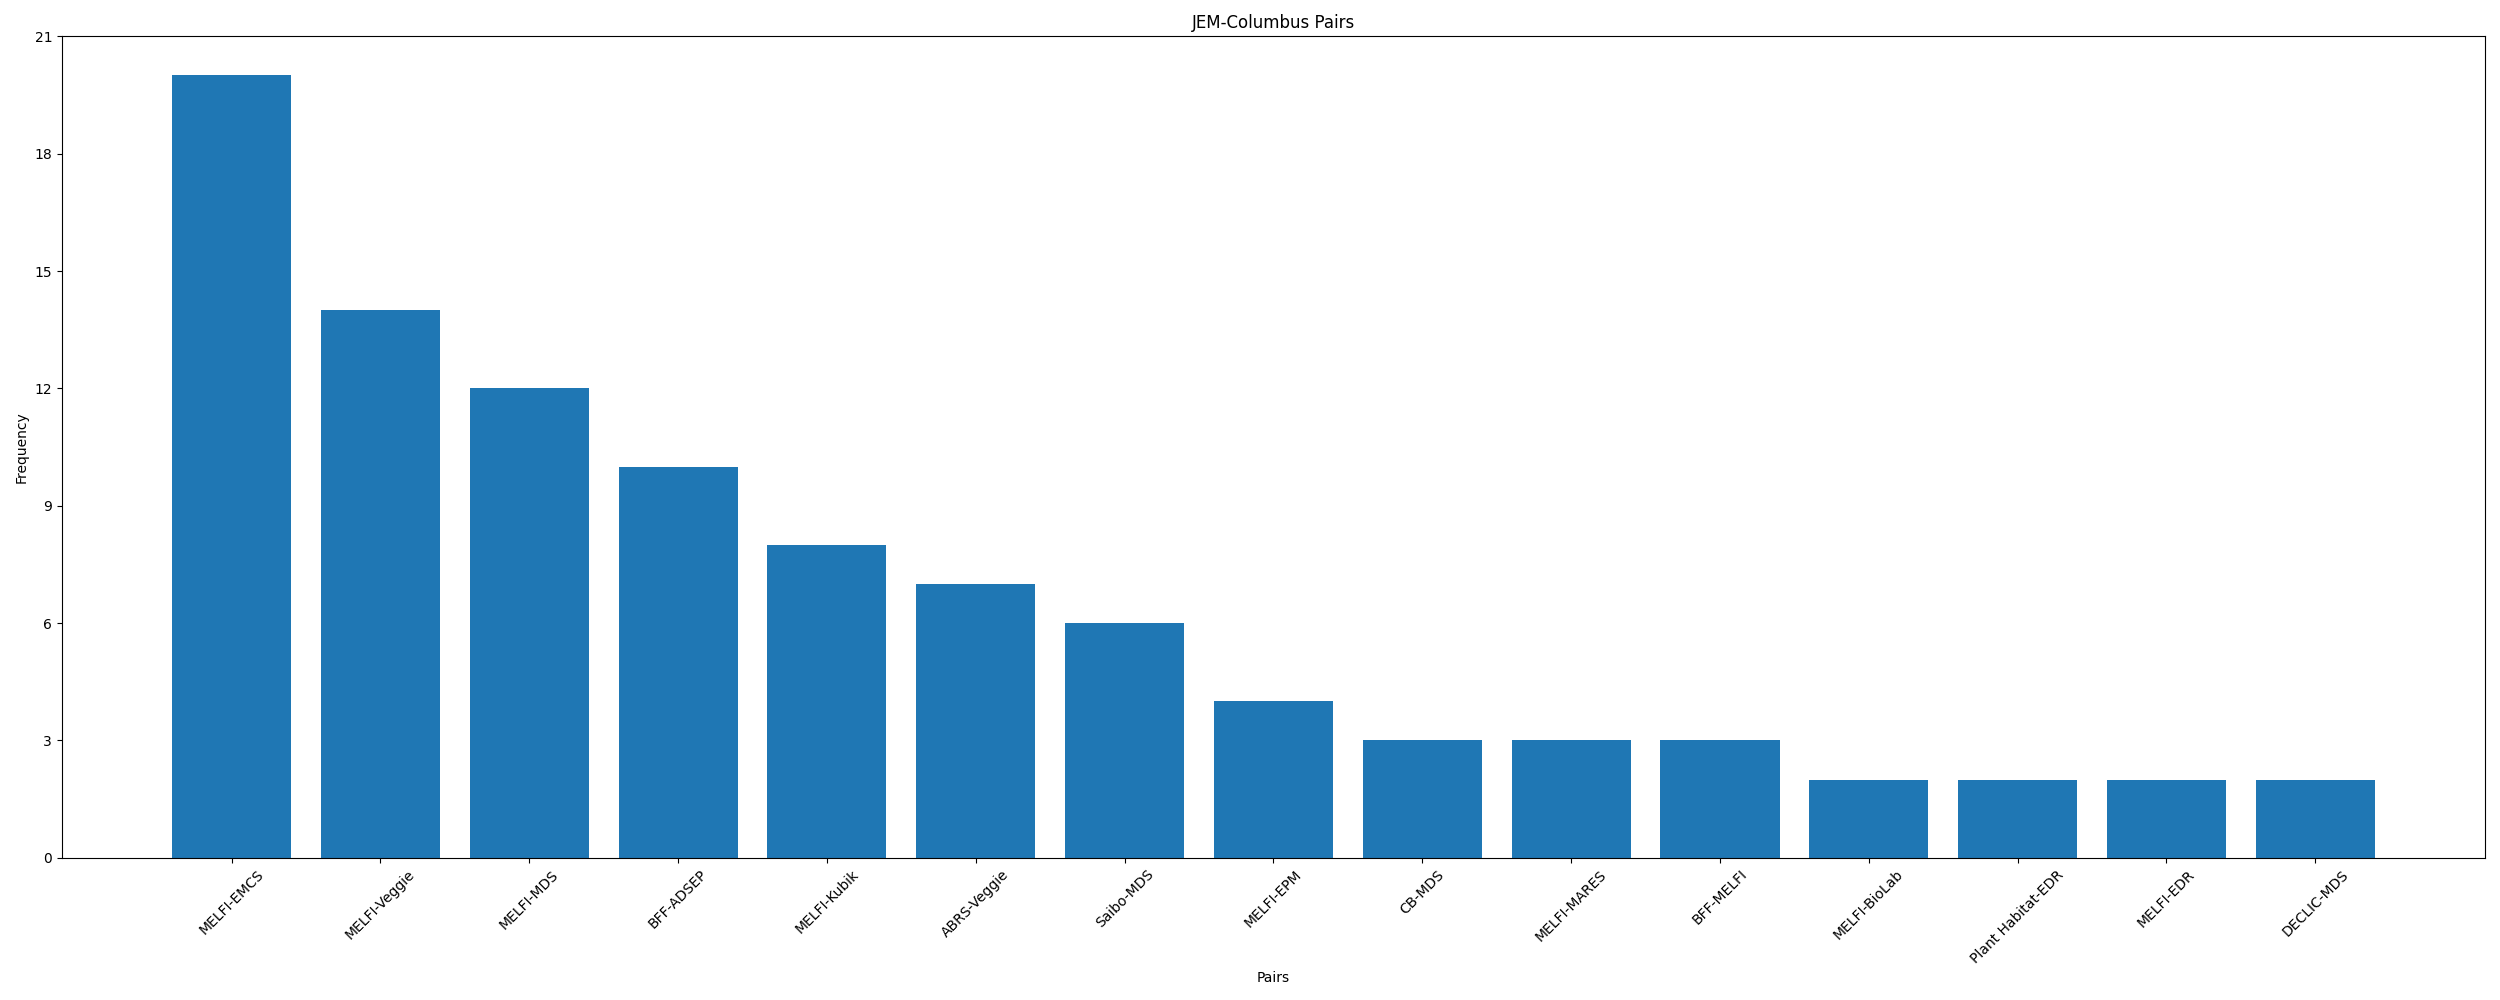 JEM-Columbus Pairs
21
18
15
12
9
6
3
0
Frequency
MELFI-EMCS
MELFI-Veggie
MELFI-MDS
BFF-ADSEP
MELFI-Kubik
ABRS-Veggie
Saibo-MDS
MELFI-EPM
CB-MDS
MELFI-MARES
BFF-MELFI
MELFI-BioLab
Plant Habitat-EDR
MELFI-EDR
DECLIC-MDS
Pairs